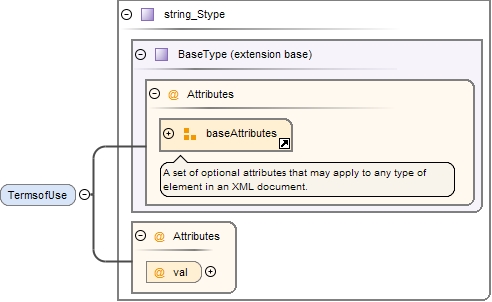 string_Stype
BaseType (extension base)
@ Attributes
baseAttributes
A set of optional attributes that may apply to any type of
element in an XML document.
TermsofUse
@ Attributes
@ val